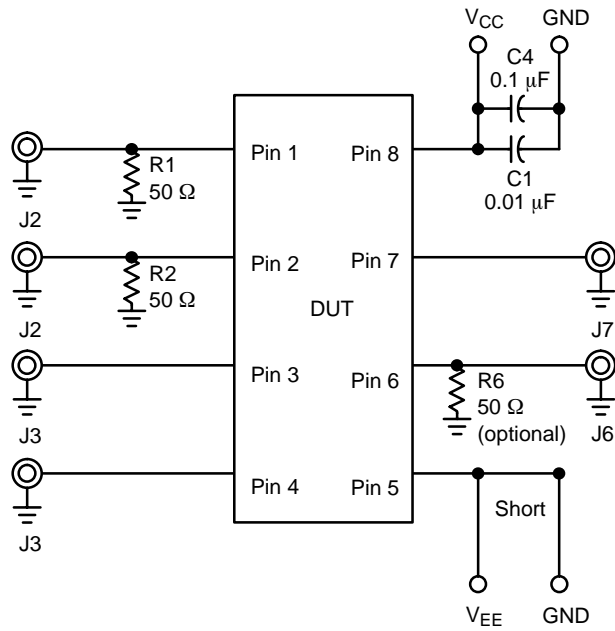 VCC GND
C4
0.1 μF
C1
0.01 μF
J2
R1
50 Ω
Pin 1 Pin 8
J2
R2
50 Ω
Pin 2 Pin 7
J7
DUT
J3
Pin 3 Pin 6
R6
50 Ω
(optional)
J6
J3
Pin 4 Pin 5
Short
VEE GND